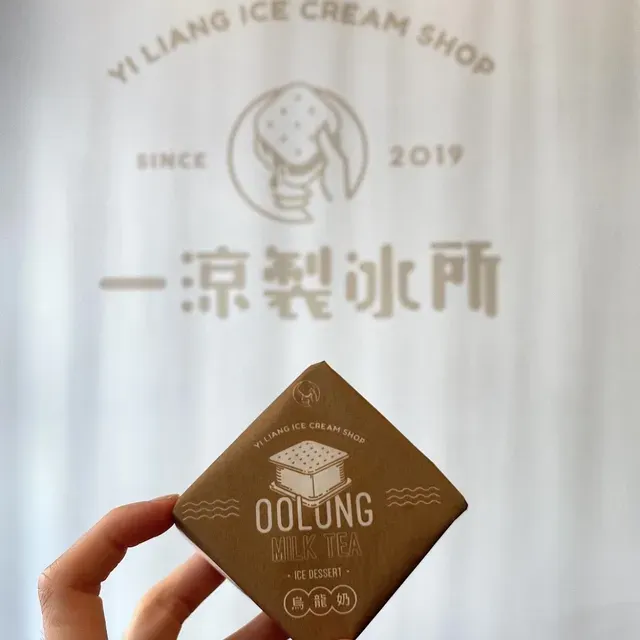 YI LIANG ICE CREAM SHOP
SINCE 2019
一涼製冰所
YI LIANG ICE CREAM SHOP
OOLONG
MILK TEA
· ICE DESSERT ·
烏龍奶